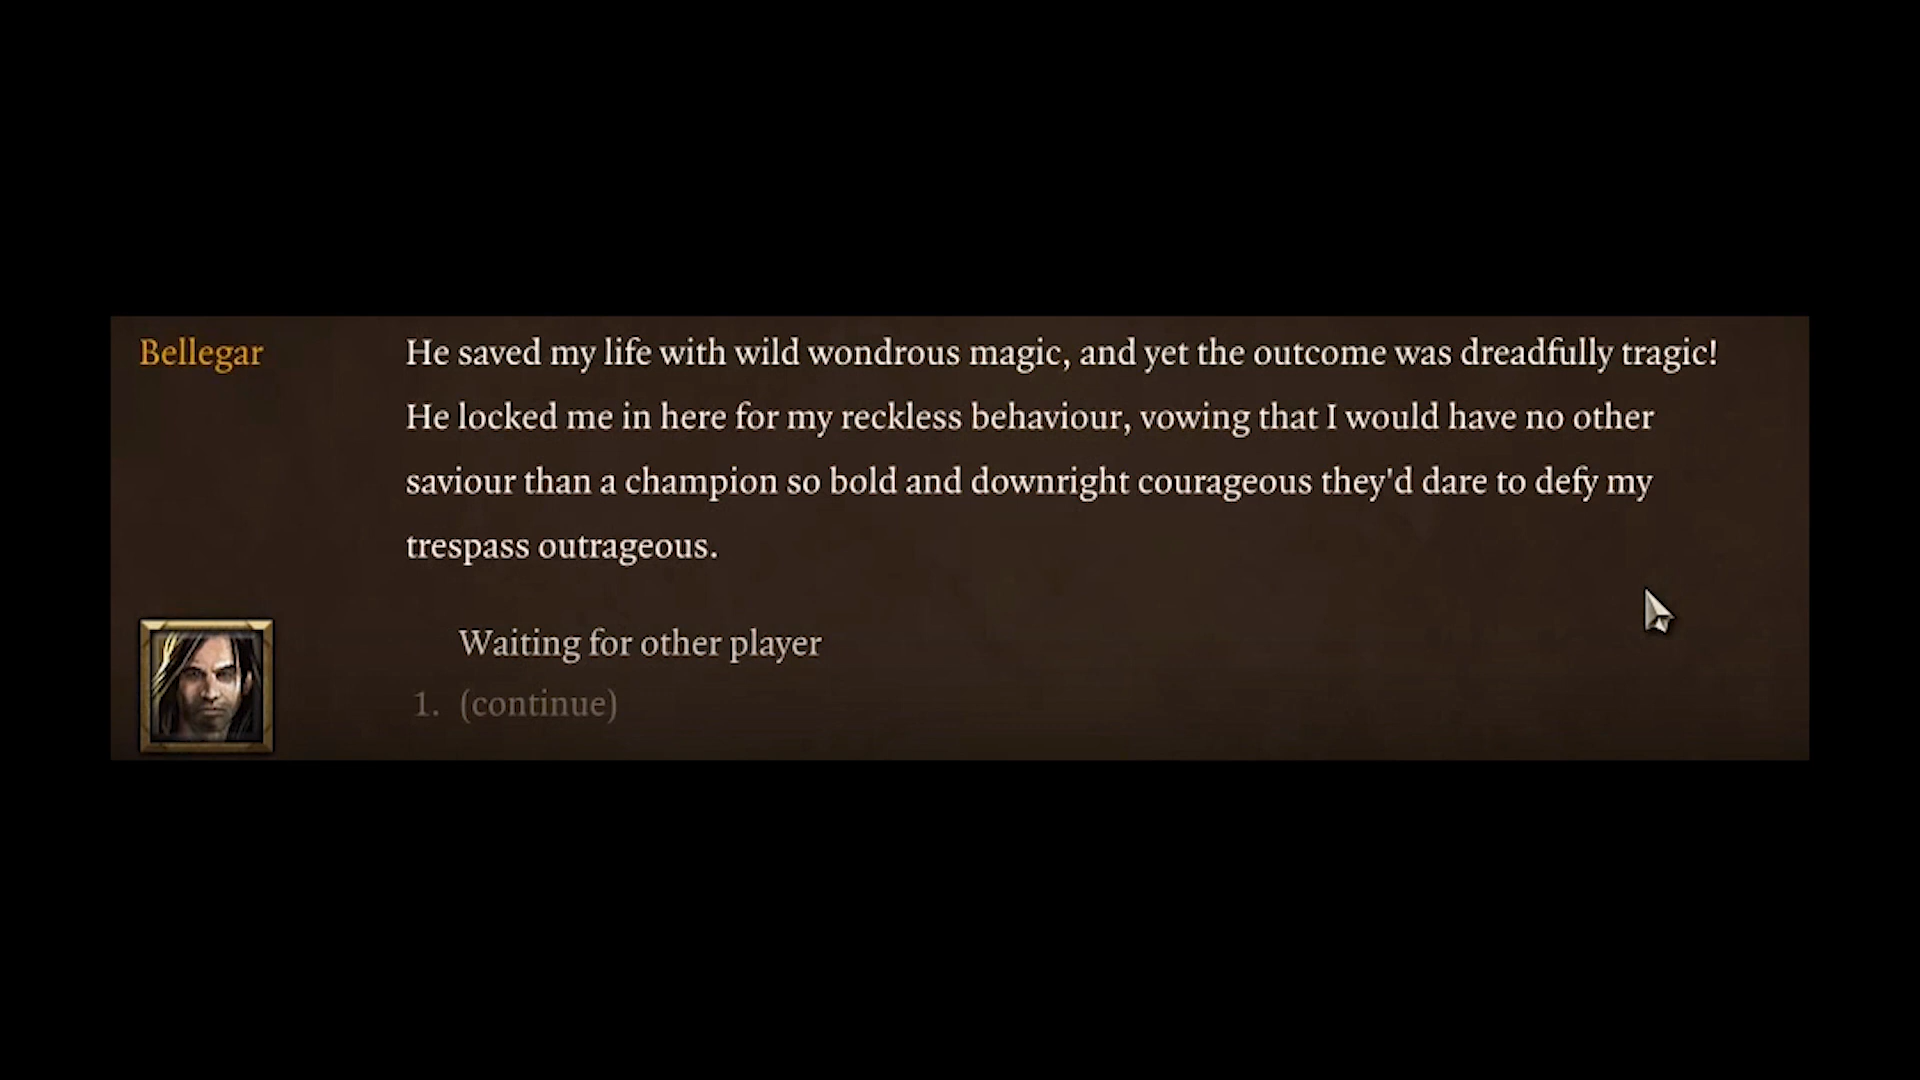 Bellegar
He saved my life with wild wondrous magic, and yet the outcome was dreadfully tragic!
He locked me in here for my reckless behaviour, vowing that I would have no other
saviour than a champion so bold and downright courageous they'd dare to defy my
trespass outrageous.
Waiting for other player
1. (continue)